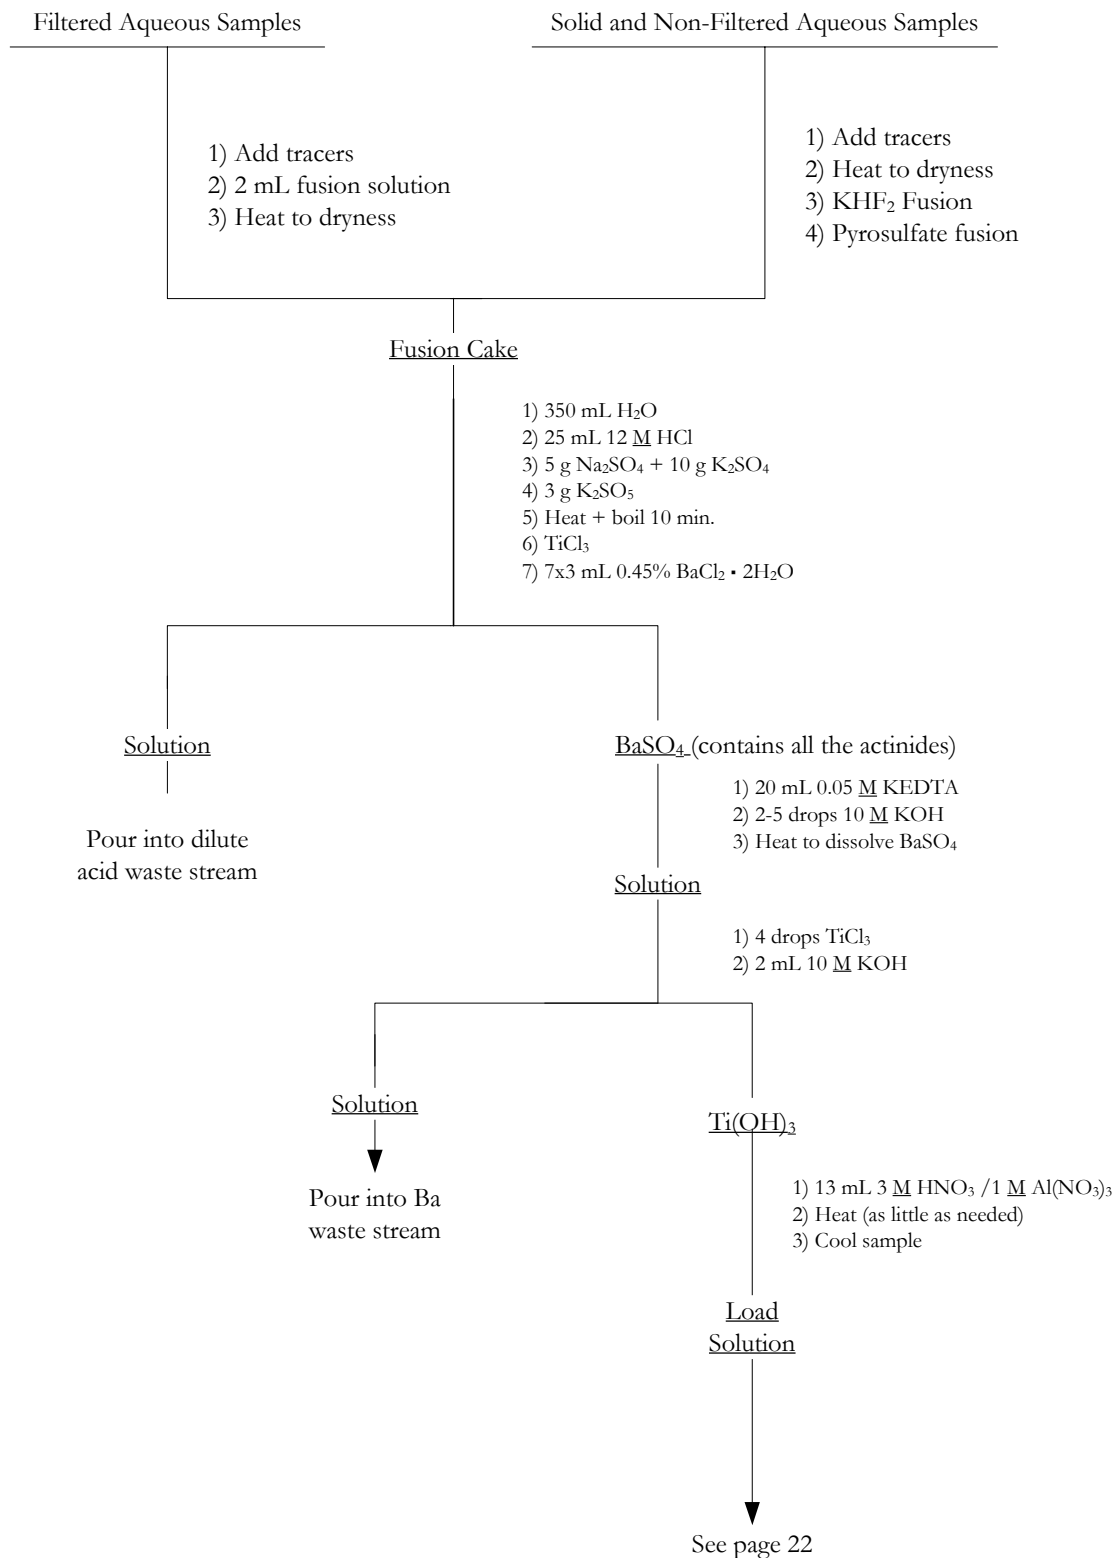 Filtered Aqueous Samples
Solid and Non-Filtered Aqueous Samples
1) Add tracers
2) 2 mL fusion solution
3) Heat to dryness
1) Add tracers
2) Heat to dryness
3) KHF₂ Fusion
4) Pyrosulfate fusion
Fusion Cake
1) 350 mL H₂O
2) 25 mL 12 M HCl
3) 5 g Na₂SO₄ + 10 g K₂SO₄
4) 3 g K₂SO₅
5) Heat + boil 10 min.
6) TiCl₃
7) 7x3 mL 0.45% BaCl₂ ▪ 2H₂O
Solution
Pour into dilute
acid waste stream
BaSO₄ (contains all the actinides)
1) 20 mL 0.05 M KEDTA
2) 2-5 drops 10 M KOH
3) Heat to dissolve BaSO₄
Solution
1) 4 drops TiCl₃
2) 2 mL 10 M KOH
Solution
Pour into Ba
waste stream
Ti(OH)₃
1) 13 mL 3 M HNO₃ /1 M Al(NO₃)₃
2) Heat (as little as needed)
3) Cool sample
Load
Solution
See page 22